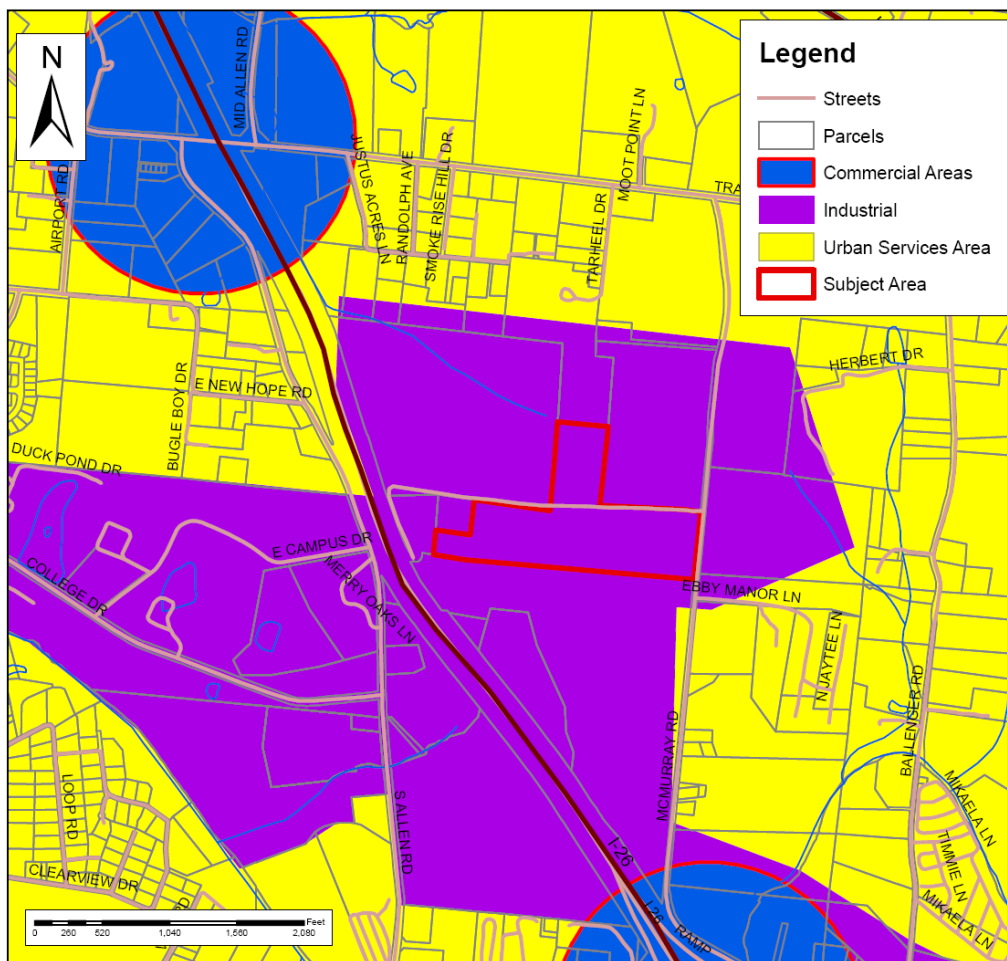 N
Legend
Streets
Parcels
Commercial Areas
Industrial
Urban Services Area
Subject Area
MID ALLEN RD
AIRPORT RD
JUSTUS ACRES LN
RANDOLPH AVE
SMOKE RISE HILL DR
MOOT POINT LN
TARHEEL DR
TRA
HERBERT DR
E NEW HOPE RD
BUGLE BOY DR
DUCK POND DR
E CAMPUS DR
MERRY OAKS LN
COLLEGE DR
EBBY MANOR LN
N JAYTEE LN
BALLENGER RD
MCMURRAY RD
S ALLEN RD
LOOP RD
CLEARVIEW DR
RD
I-26
I-26 RAMP
MIKAELA LN
TIMMIE LN
MIKAELA LN
Feet
0 260 520 1,040 1,560 2,080